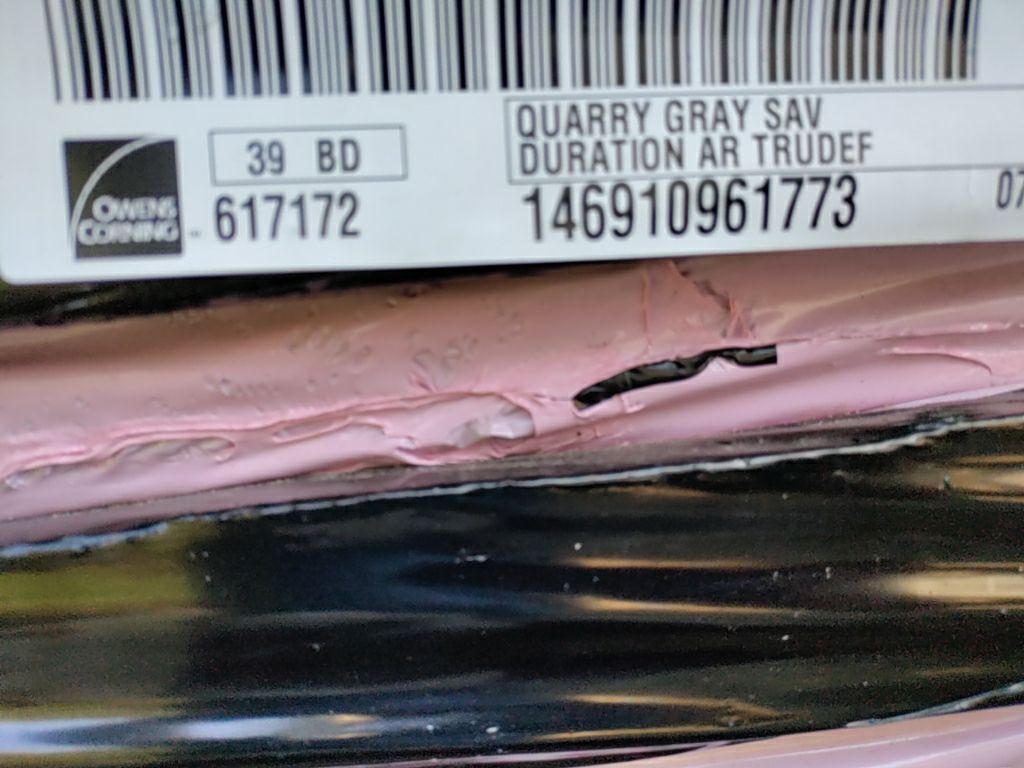 QUARRY GRAY SAV
DURATION AR TRUDEF
39 BD
OWENS
CORNING
617172
146910961773
07